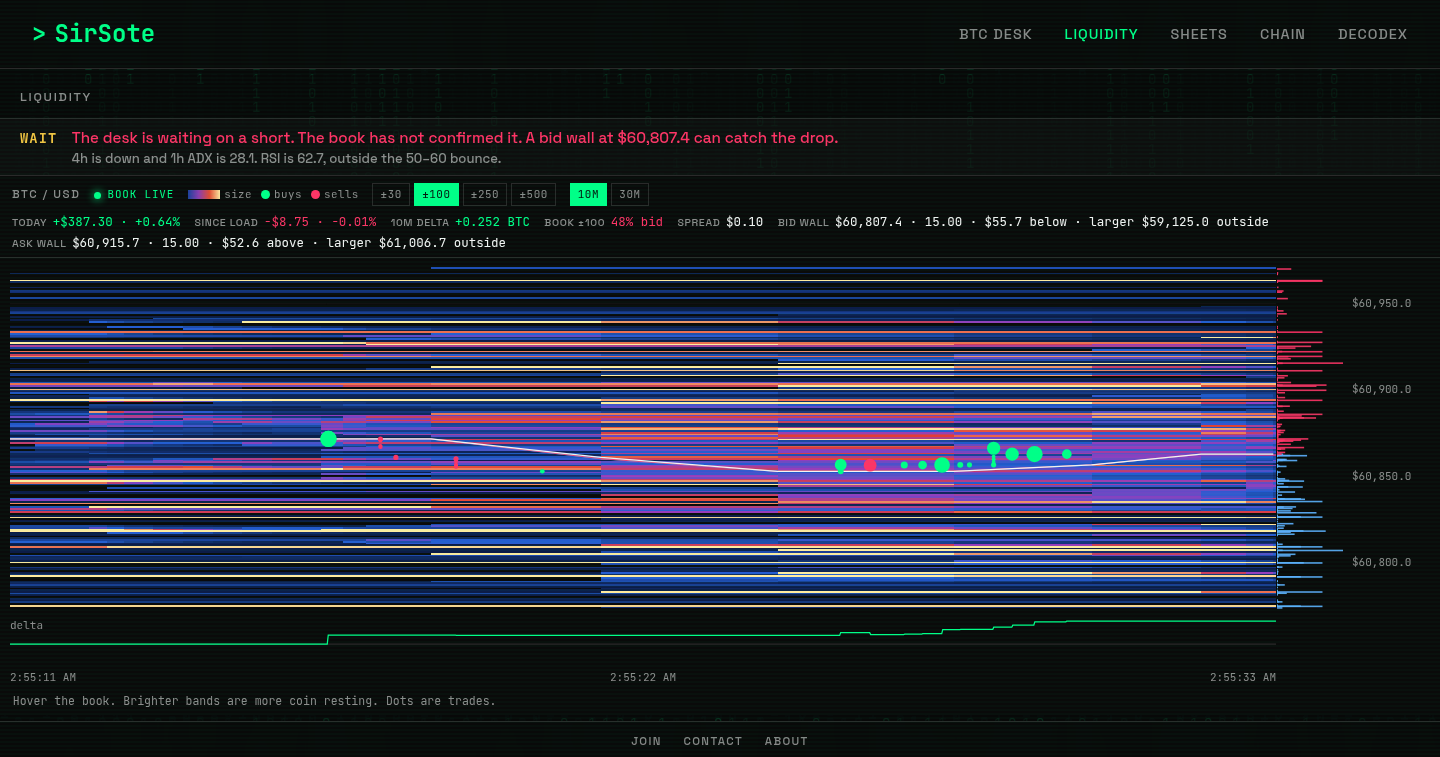 > SirSote
BTC DESK LIQUIDITY SHEETS CHAIN DECODEX
LIQUIDITY
WAIT The desk is waiting on a short. The book has not confirmed it. A bid wall at $60,807.4 can catch the drop.
4h is down and 1h ADX is 28.1. RSI is 62.7, outside the 50–60 bounce.
BTC / USD BOOK LIVE size buys sells ±30 ±100 ±250 ±500 10M 30M
TODAY +$387.30 · +0.64% SINCE LOAD -$8.75 · -0.01% 10M DELTA +0.252 BTC BOOK ±100 48% bid SPREAD $0.10 BID WALL $60,807.4 · 15.00 · $55.7 below · larger $59,125.0 outside
ASK WALL $60,915.7 · 15.00 · $52.6 above · larger $61,006.7 outside
$60,950.0
$60,900.0
$60,850.0
$60,800.0
delta
2:55:11 AM 2:55:22 AM 2:55:33 AM
Hover the book. Brighter bands are more coin resting. Dots are trades.
JOIN CONTACT ABOUT